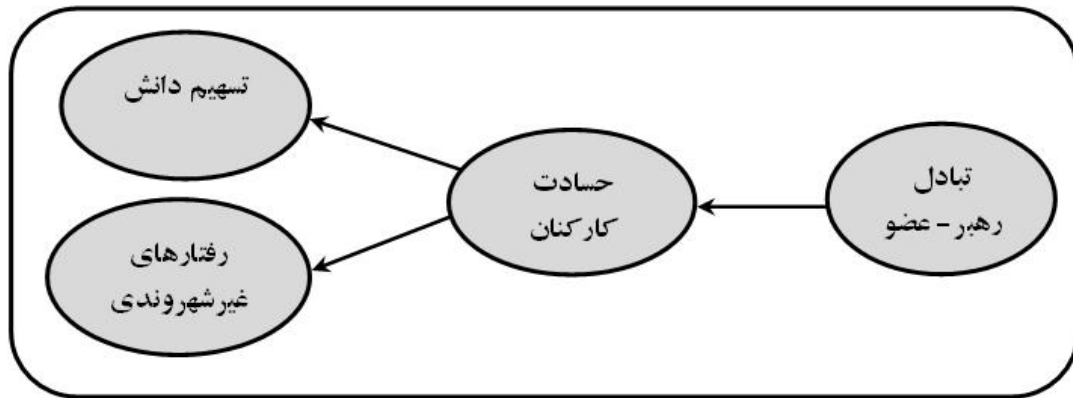 تسهیم دانش
حسادت
کارکنان
تبادل
رهبر - عضو
رفتارهای
غیرشهروندی